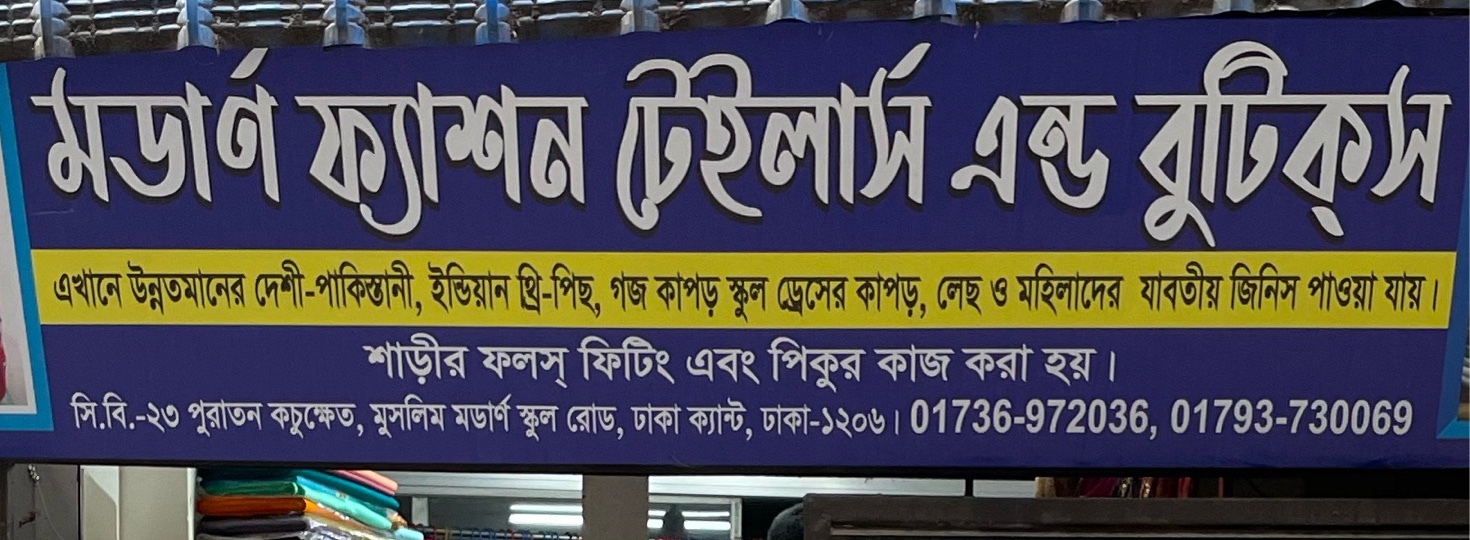 মডার্ণ ফ্যাশন টেইলার্স এন্ড বুটিক্‌স
এখানে উন্নতমানের দেশী-পাকিস্তানী, ইন্ডিয়ান থ্রি-পিছ, গজ কাপড় স্কুল ড্রেসের কাপড়, লেছ ও মহিলাদের যাবতীয় জিনিস পাওয়া যায়।
শাড়ীর ফলস্ ফিটিং এবং পিকুর কাজ করা হয়।
সি.বি.-২৩ পুরাতন কচুক্ষেত, মুসলিম মডার্ণ স্কুল রোড, ঢাকা ক্যান্ট, ঢাকা-১২০৬। 01736-972036, 01793-730069